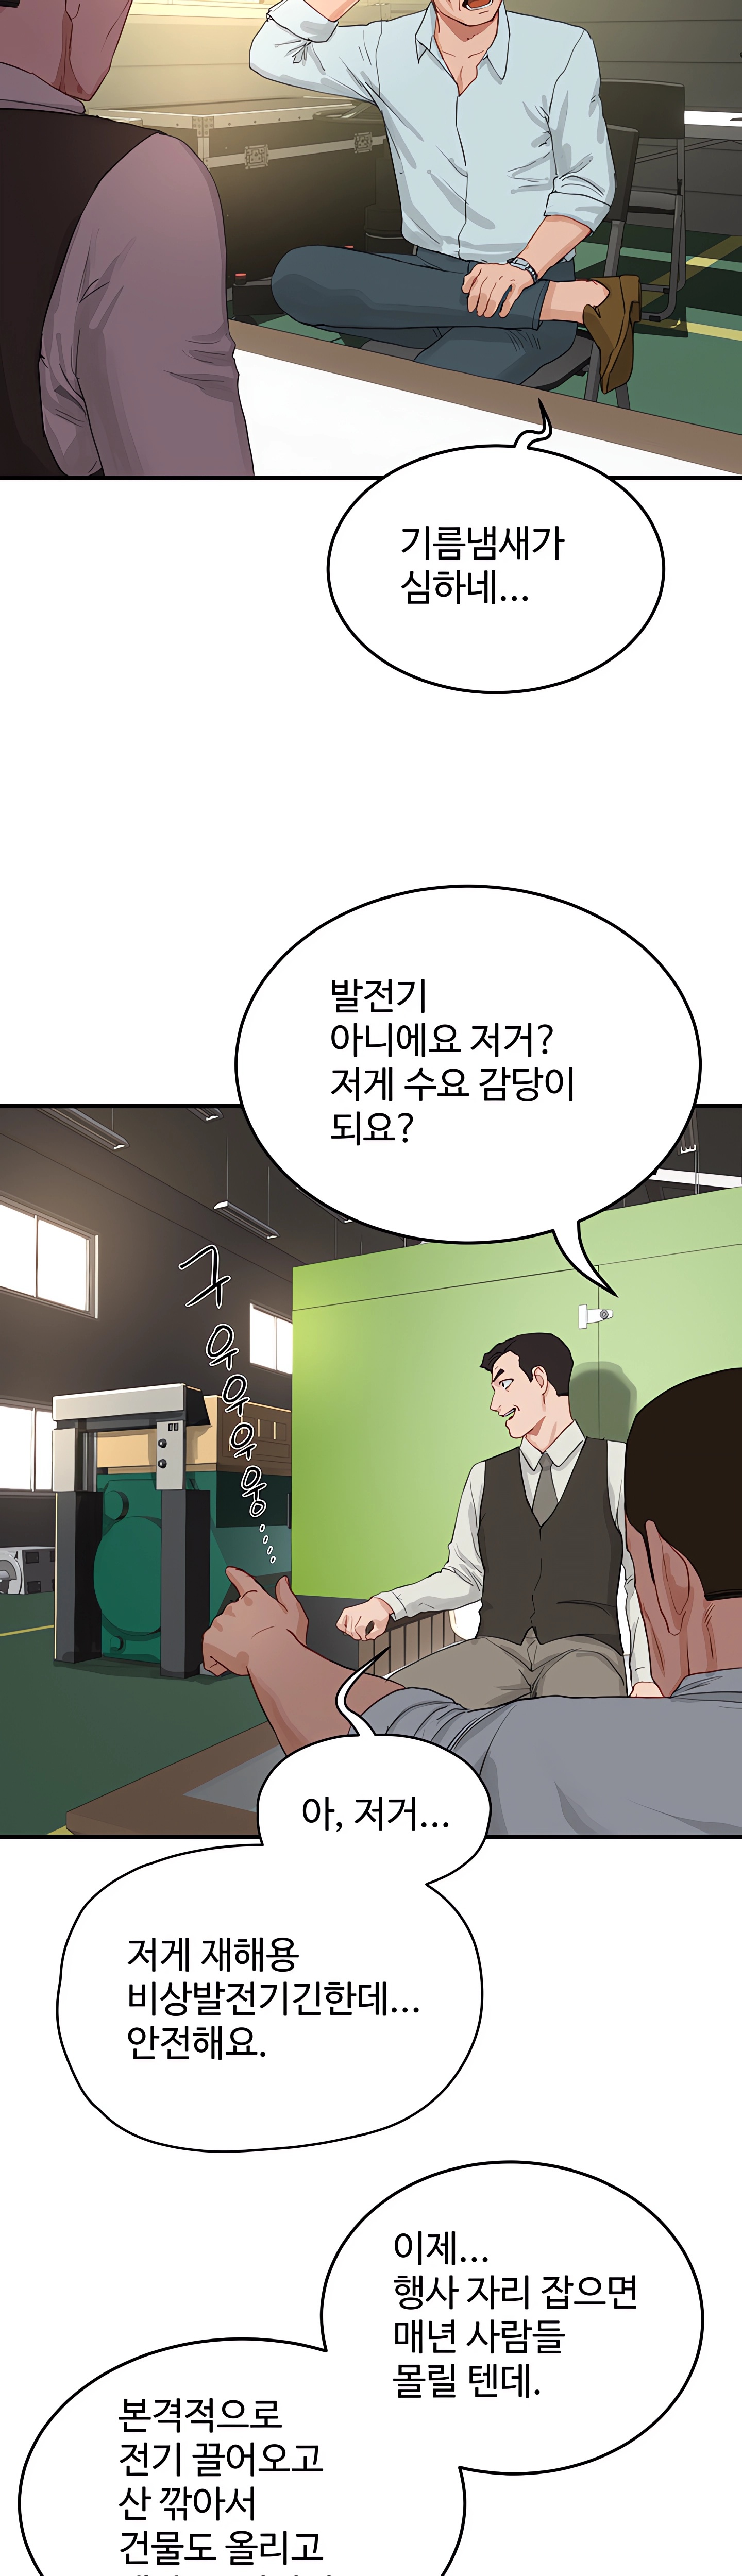 기름냄새가
심하네...
발전기
아니에요 저거?
저게 수요 감당이
되요?
구
우
우
우
웅
......
아, 저거...
저게 재해용
비상발전기긴한데...
안전해요.
이제...
행사 자리 잡으면
매년 사람들
몰릴 텐데.
본격적으로
전기 끌어오고
산 깎아서
건물도 올리고